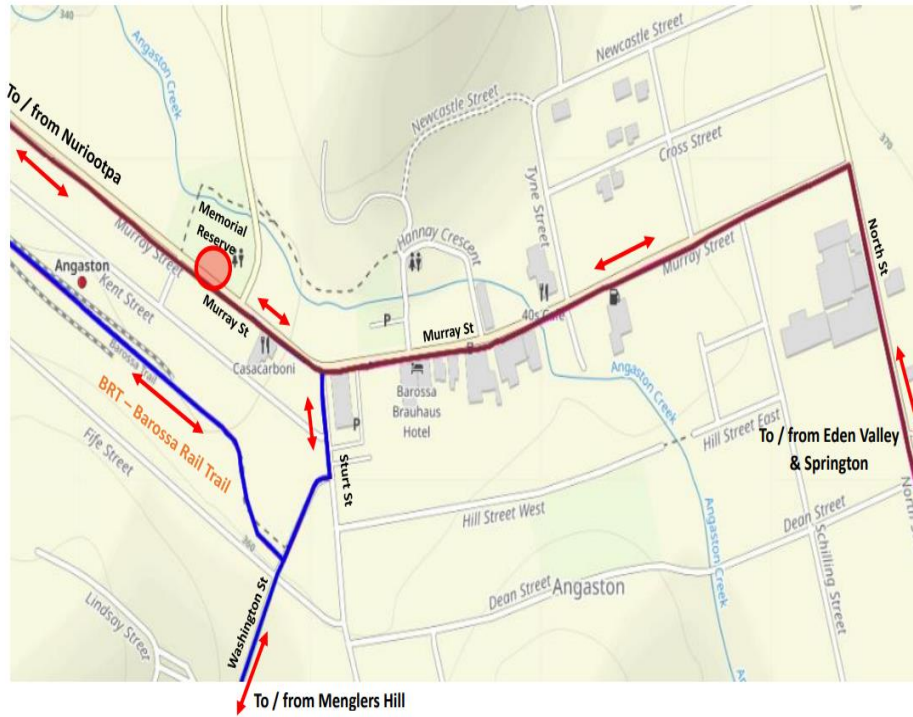 340
Angaston Creek
Newcastle Street
Newcastle Street
To / from Nuriootpa
Cross Street
370
Tyne Street
Memorial
Reserve
Hannay Crescent
Murray Street
North St
Murray Street
Angaston
Kent Street
Murray St
P
Murray St
40s Cafe
Casacarboni
Barossa Trail
BRT – Barossa Rail Trail
Barossa
Brauhaus
Hotel
P
Angaston Creek
Hill Street East
To / from Eden Valley
& Springton
Fife Street
Sturt St
Hill Street West
Dean Street
North
360
Angaston Creek
Schilling Street
Dean Street
Angaston
Washington St
Lindsay Street
To / from Menglers Hill